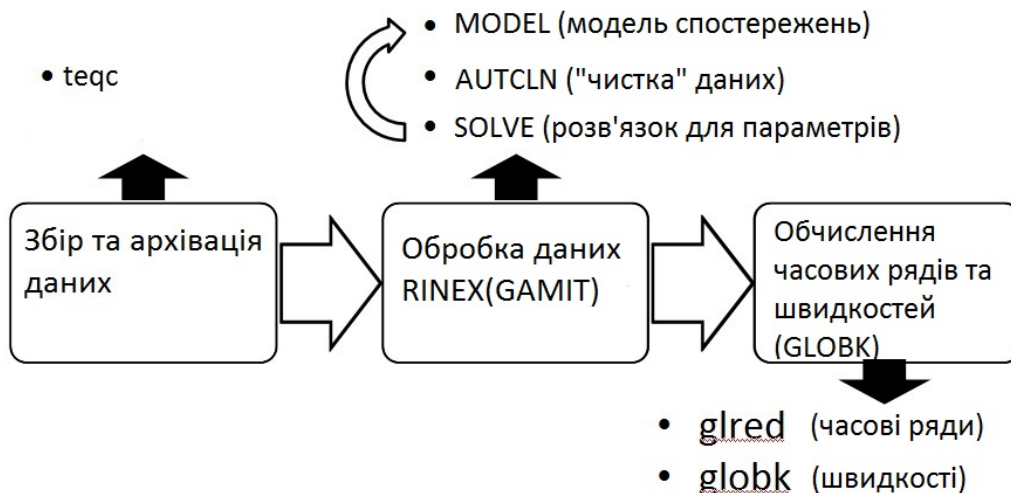 • teqc
• MODEL (модель спостережень)
• AUTCLN ("чистка" даних)
• SOLVE (розв'язок для параметрів)
Збір та архівація
даних
Обробка даних
RINEX(GAMIT)
Обчислення
часових рядів та
швидкостей
(GLOBK)
• glred (часові ряди)
• globk (швидкості)